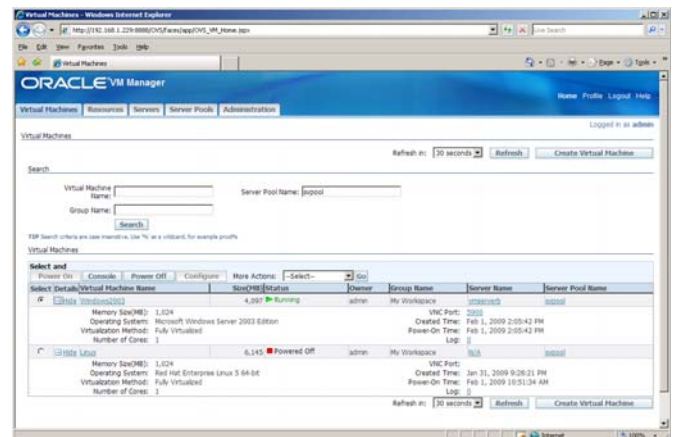 Virtual Machines - Windows Internet Explorer
http://192.168.1.229:8888/OVS/faces/app/OVS_VM_Home.jspx
Live Search
File Edit View Favorites Tools Help
Virtual Machines
Page Tools
ORACLE VM Manager
Home Profile Logout Help
Virtual Machines Resources Servers Server Pools Administration
Logged in as admin
Virtual Machines
Refresh in: 30 seconds Refresh Create Virtual Machine
Search
Virtual Machine Name:
Server Pool Name:
Group Name:
Search
TIP Search criteria are case insensitive. Use '%' as a wildcard, for example proof%
Virtual Machines
Select and
Power On Console Power Off Configure More Actions: --Select-- Go
Select Details Virtual Machine Name Size(MB) Status Owner Group Name Server Name Server Pool Name
Hide Windows2003 4,097 Running admin My Workspace vmserverb
Memory Size(MB): 1,024 VNC Port: 5900
Operating System: Microsoft Windows Server 2003 Edition Created Time: Feb 1, 2009 2:05:42 PM
Virtualization Method: Fully Virtualized Power-On Time: Feb 1, 2009 2:05:42 PM
Number of Cores: 1 Log:
Hide Linux 6,145 Powered Off admin My Workspace N/A
Memory Size(MB): 1,024 VNC Port:
Operating System: Red Hat Enterprise Linux 5 64-bit Created Time: Jan 31, 2009 9:28:21 PM
Virtualization Method: Fully Virtualized Power-On Time: Feb 1, 2009 10:51:34 AM
Number of Cores: 1 Log:
Refresh in: 30 seconds Refresh Create Virtual Machine
Internet 100%